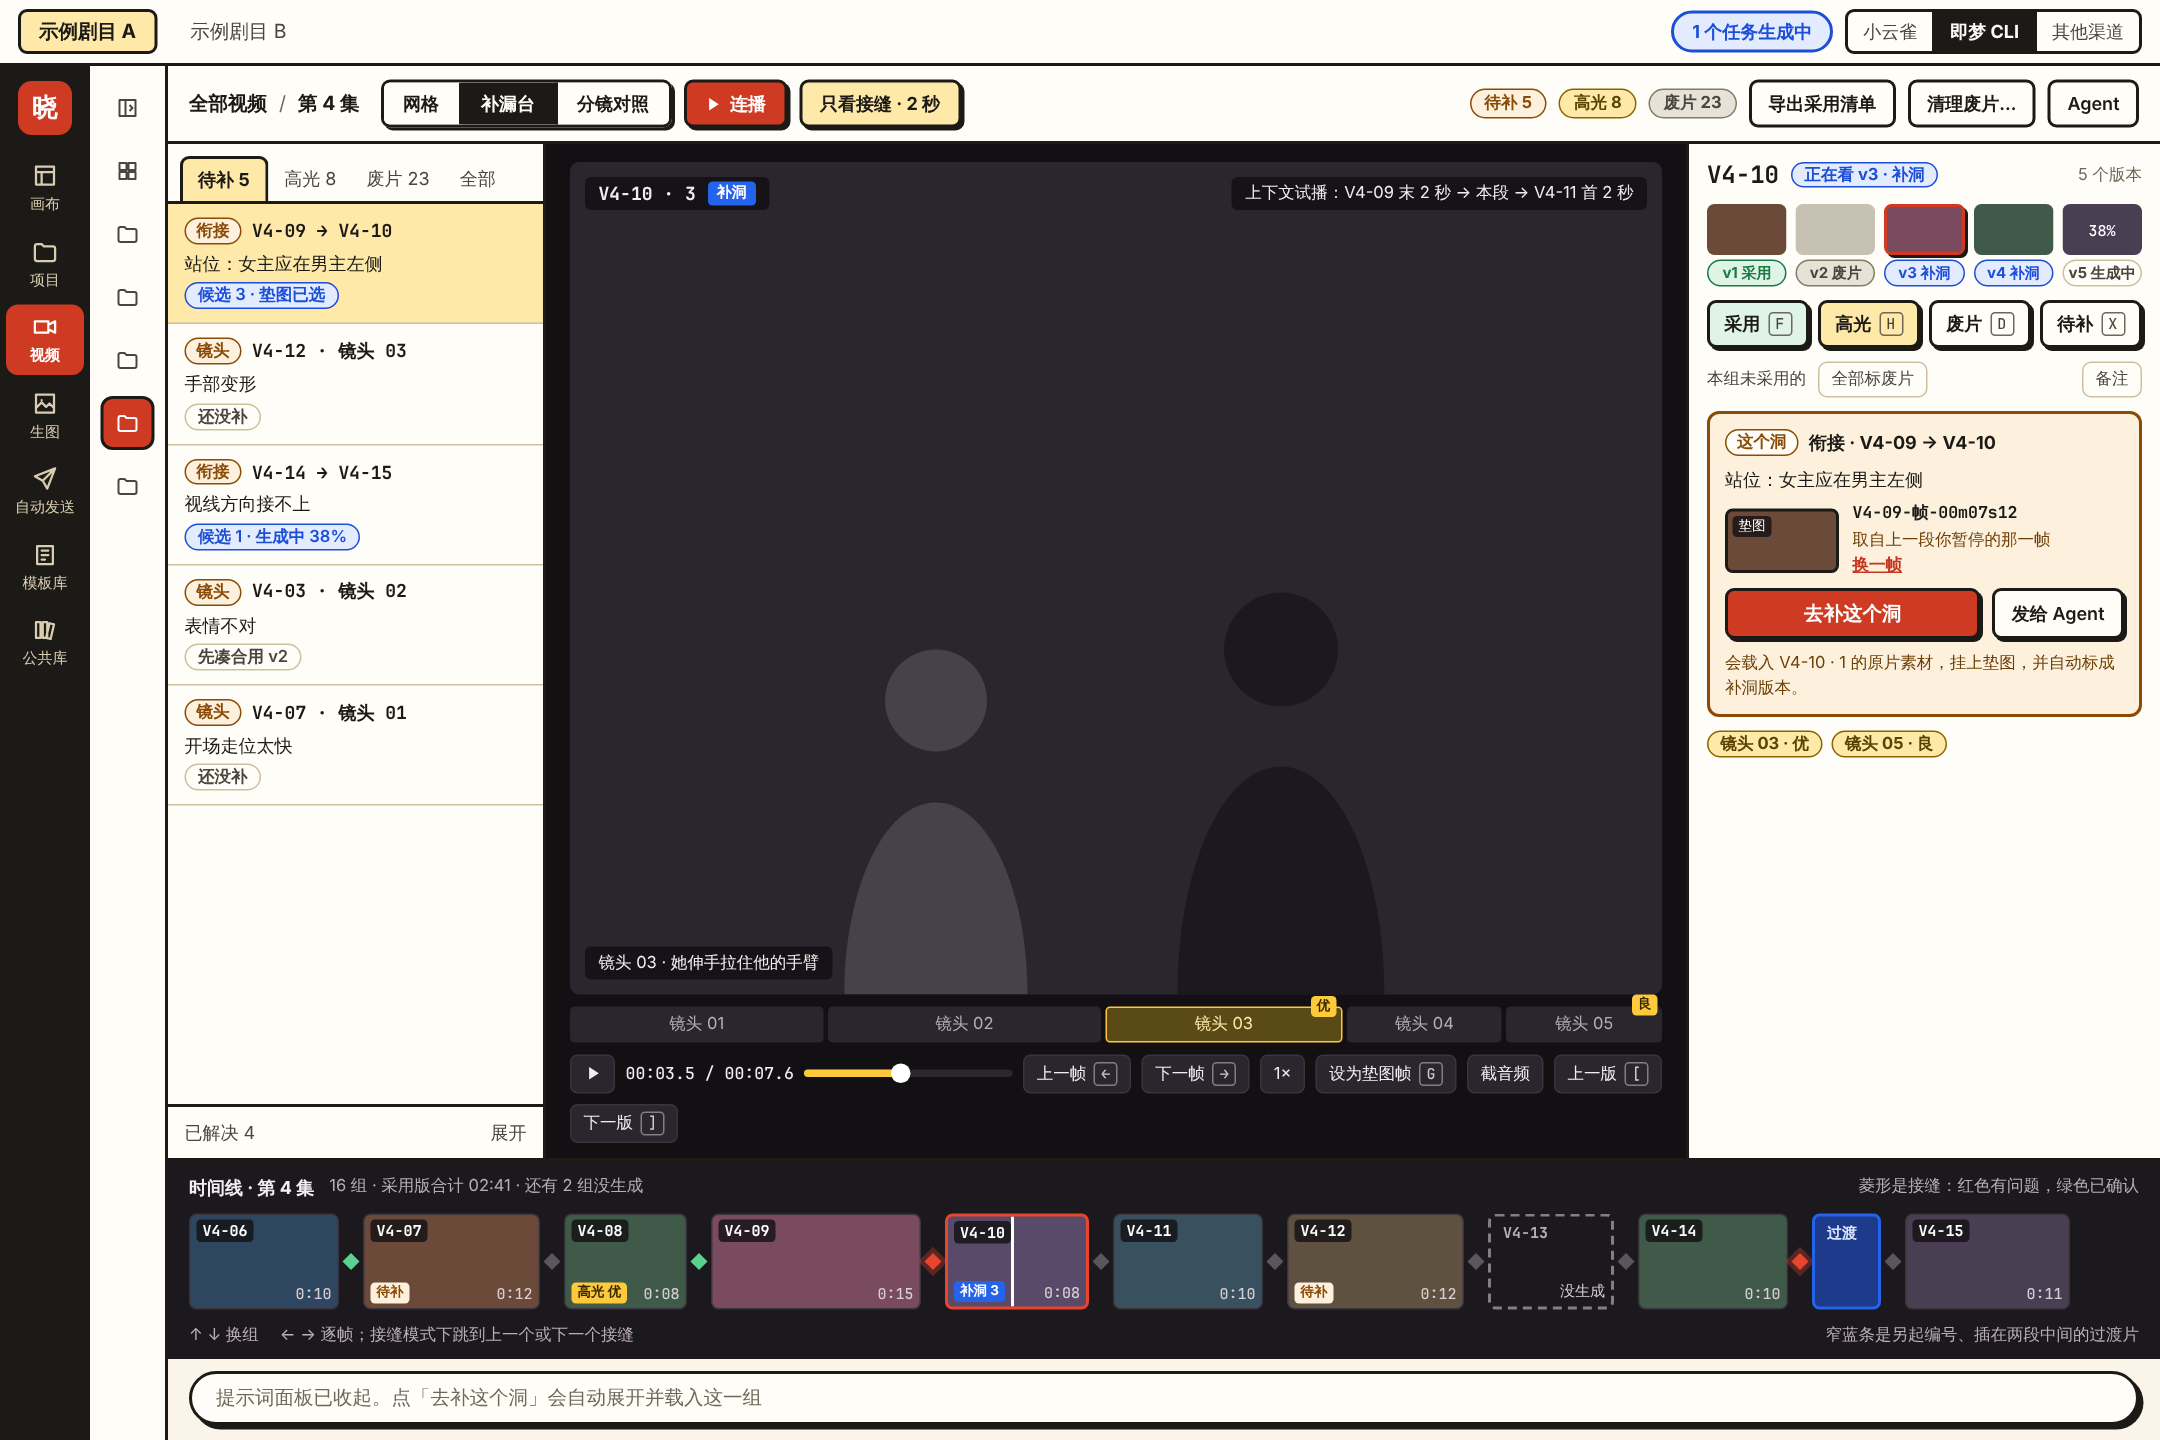 示例剧目 A
示例剧目 B
1 个任务生成中
小云雀
即梦 CLI
其他渠道
晓
画布
项目
视频
生图
自动发送
模板库
公共库
全部视频 / 第 4 集
网格
补漏台
分镜对照
连播
只看接缝 · 2 秒
待补 5
高光 8
废片 23
导出采用清单
清理废片...
Agent
待补 5
高光 8
废片 23
全部
衔接 V4-09 → V4-10
站位：女主应在男主左侧
候选 3 · 垫图已选
镜头 V4-12 · 镜头 03
手部变形
还没补
衔接 V4-14 → V4-15
视线方向接不上
候选 1 · 生成中 38%
镜头 V4-03 · 镜头 02
表情不对
先凑合用 v2
镜头 V4-07 · 镜头 01
开场走位太快
还没补
已解决 4
展开
V4-10 · 3 补洞
上下文试播：V4-09 末 2 秒 → 本段 → V4-11 首 2 秒
镜头 03 · 她伸手拉住他的手臂
镜头 01
镜头 02
镜头 03
优
镜头 04
镜头 05
良
00:03.5 / 00:07.6
上一帧 ←
下一帧 →
1×
设为垫图帧 G
截音频
上一版 [
下一版 ]
V4-10
正在看 v3 · 补洞
5 个版本
38%
v1 采用
v2 废片
v3 补洞
v4 补洞
v5 生成中
采用 F
高光 H
废片 D
待补 X
本组未采用的
全部标废片
备注
这个洞 衔接 · V4-09 → V4-10
站位：女主应在男主左侧
垫图
V4-09-帧-00m07s12
取自上一段你暂停的那一帧
换一帧
去补这个洞
发给 Agent
会载入 V4-10 · 1 的原片素材，挂上垫图，并自动标成
补洞版本。
镜头 03 · 优
镜头 05 · 良
时间线 · 第 4 集
16 组 · 采用版合计 02:41 · 还有 2 组没生成
菱形是接缝：红色有问题，绿色已确认
V4-06
0:10
V4-07
待补
0:12
V4-08
高光 优
0:08
V4-09
0:15
V4-10
补洞 3
0:08
V4-11
0:10
V4-12
待补
0:12
V4-13
没生成
V4-14
0:10
过渡
V4-15
0:11
↑ ↓ 换组
← → 逐帧；接缝模式下跳到上一个或下一个接缝
窄蓝条是另起编号、插在两段中间的过渡片
提示词面板已收起。点「去补这个洞」会自动展开并载入这一组